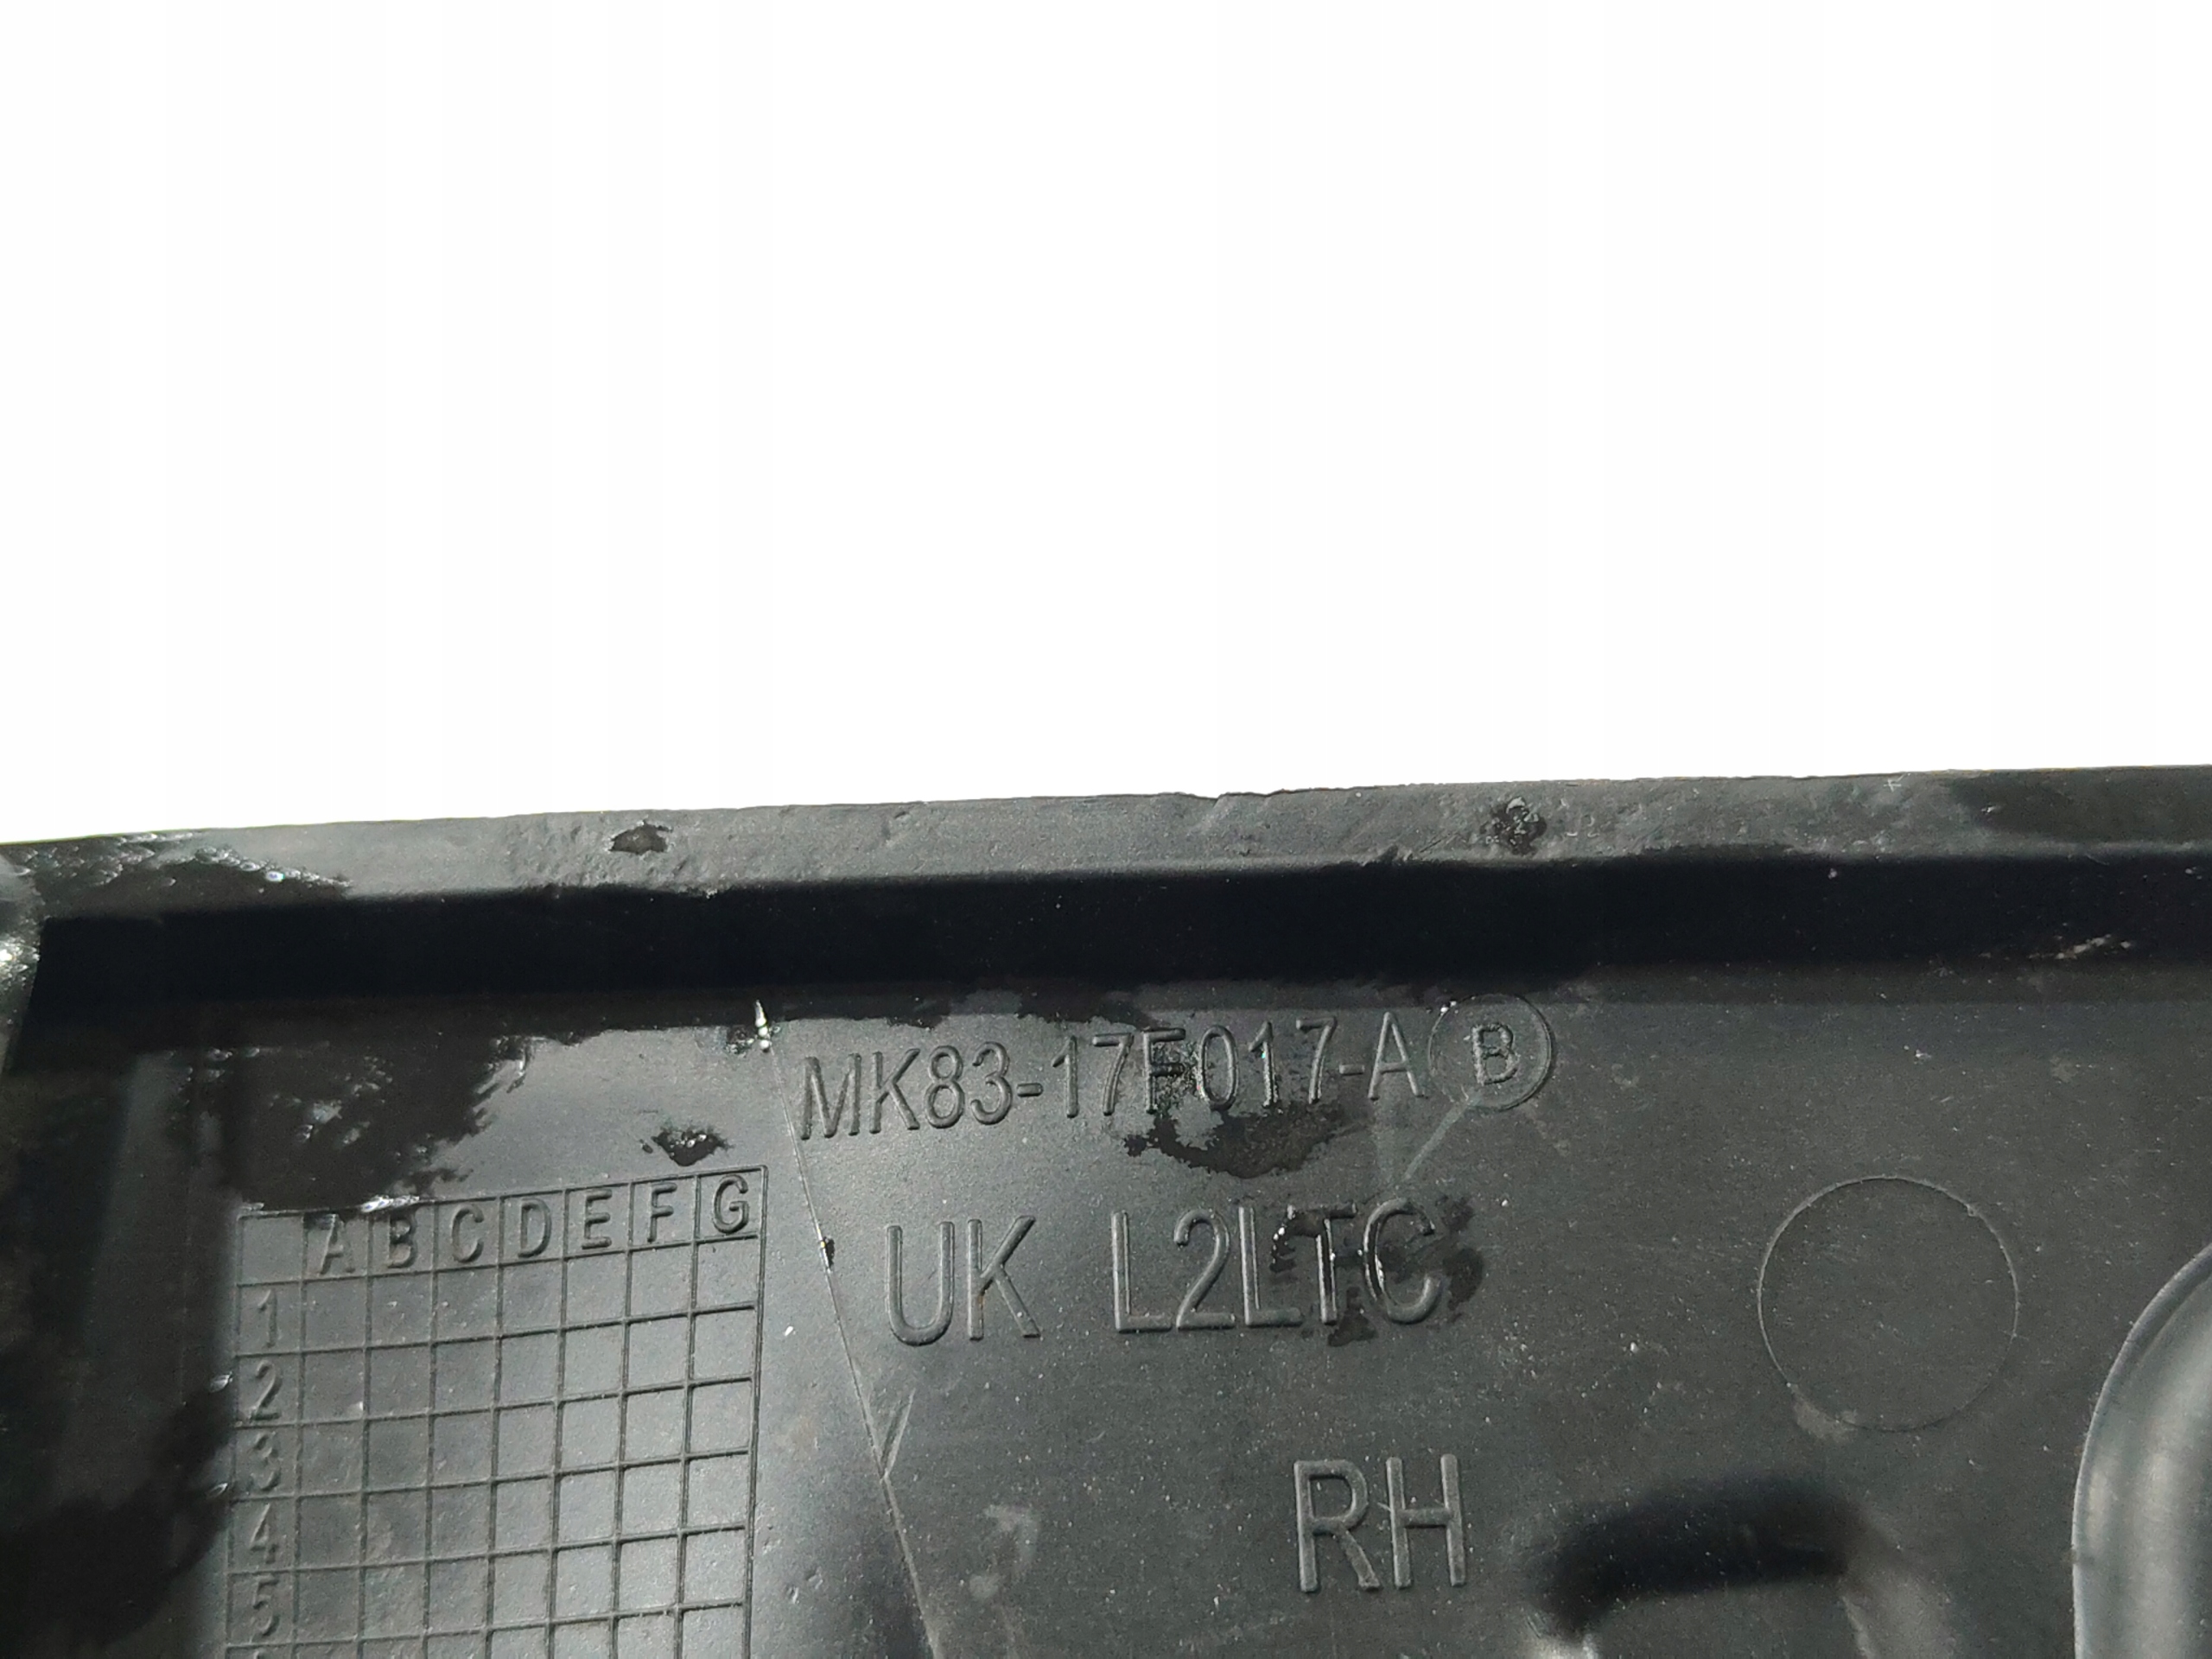 MK83-17F017-A B
UK L2LTC
RH
A B C D E F G
1
2
3
4
5